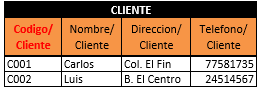 CLIENTE
Codigo/ Nombre/ Direccion/ Telefono/
Cliente Cliente Cliente Cliente
C001 Carlos Col. El Fin 77581735
C002 Luis B. El Centro 24514567